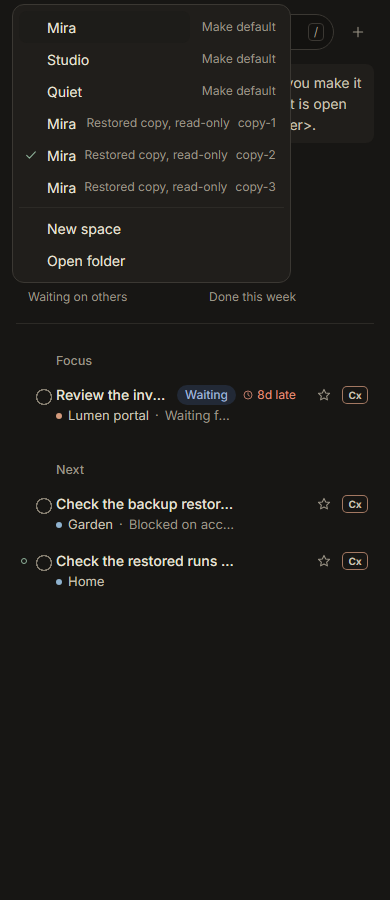 Mira Make default
Studio Make default
Quiet Make default
Mira Restored copy, read-only copy-1
Mira Restored copy, read-only copy-2
Mira Restored copy, read-only copy-3
New space
Open folder
/
you make it
t is open
er>.
Waiting on others Done this week
Focus
Review the inv... Waiting 8d late Cx
Lumen portal · Waiting f...
Next
Check the backup restor... Cx
Garden · Blocked on acc...
Check the restored runs ... Cx
Home